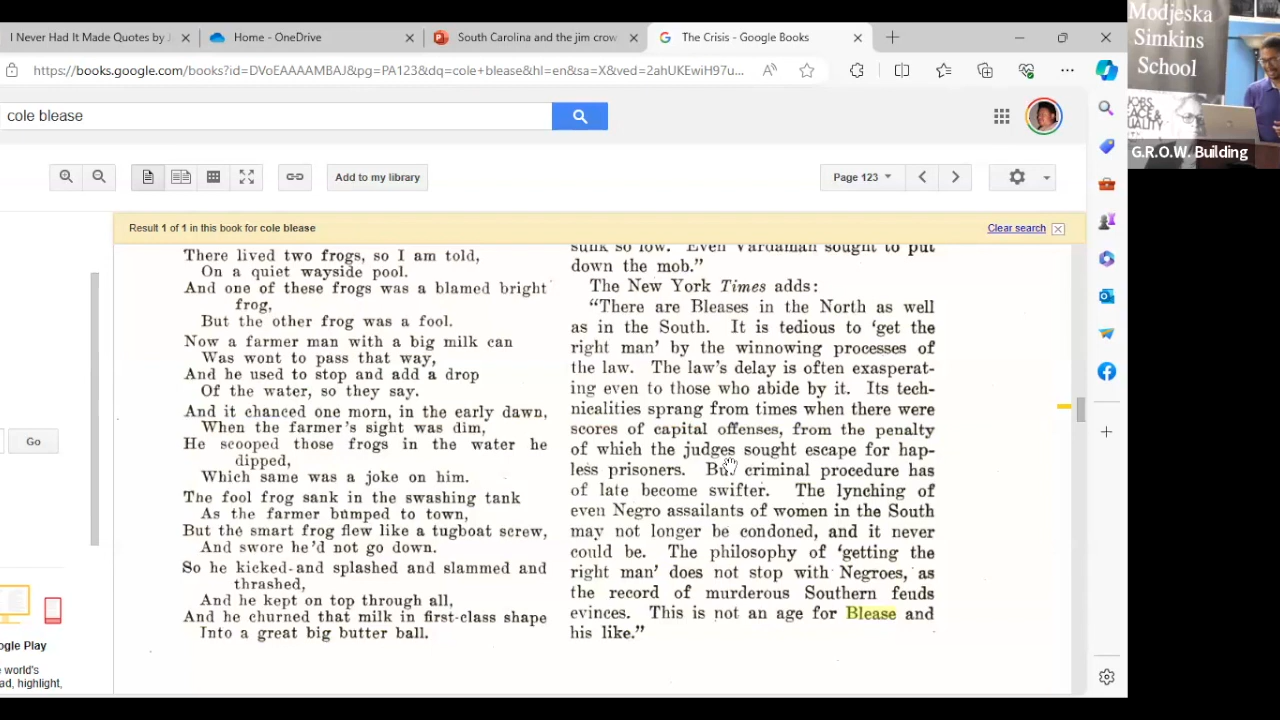 I Never Had It Made Quotes by J
Home - OneDrive
South Carolina and the jim crow
The Crisis - Google Books
https://books.google.com/books?id=DVoEAAAAMBAJ&pg=PA123&dq=cole+blease&hl=en&sa=X&ved=2ahUKEwiH97u...
cole blease
Add to my library
Page 123
Result 1 of 1 in this book for cole blease
Clear search
Go
ogle Play
e world's
ad, highlight,
There lived two frogs, so I am told,
On a quiet wayside pool.
And one of these frogs was a blamed bright
frog,
But the other frog was a fool.
Now a farmer man with a big milk can
Was wont to pass that way,
And he used to stop and add a drop
Of the water, so they say.
And it chanced one morn, in the early dawn,
When the farmer's sight was dim,
He scooped those frogs in the water he
dipped,
Which same was a joke on him.
The fool frog sank in the swashing tank
As the farmer bumped to town,
But the smart frog flew like a tugboat screw,
And swore he'd not go down.
So he kicked and splashed and slammed and
thrashed,
And he kept on top through all,
And he churned that milk in first-class shape
Into a great big butter ball.
sunk so low. Even Vardaman sought to put
down the mob."
The New York Times adds:
"There are Bleases in the North as well
as in the South. It is tedious to 'get the
right man' by the winnowing processes of
the law. The law's delay is often exasperat-
ing even to those who abide by it. Its tech-
nicalities sprang from times when there were
scores of capital offenses, from the penalty
of which the judges sought escape for hap-
less prisoners. But criminal procedure has
of late become swifter. The lynching of
even Negro assailants of women in the South
may not longer be condoned, and it never
could be. The philosophy of 'getting the
right man' does not stop with Negroes, as
the record of murderous Southern feuds
evinces. This is not an age for Blease and
his like."
Modjeska
Simkins
School
JOBS,
G.R.O.W. Building